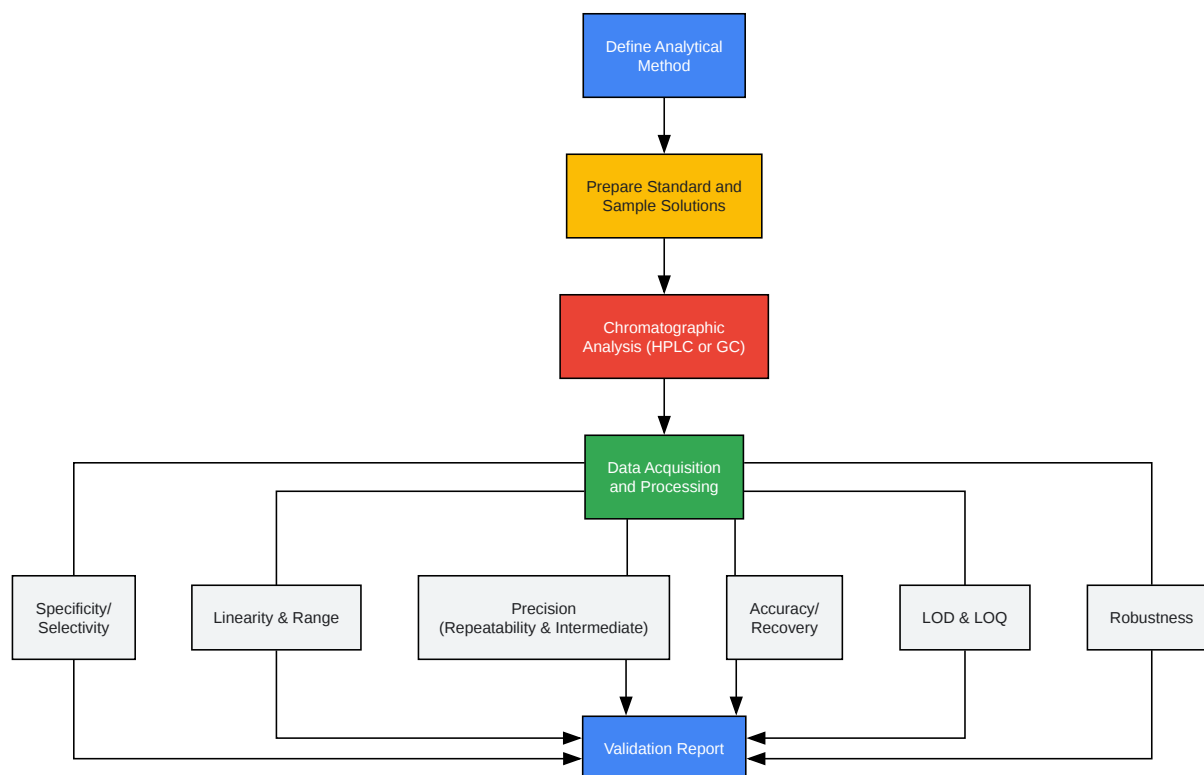 Define Analytical
Method
Prepare Standard and
Sample Solutions
Chromatographic
Analysis (HPLC or GC)
Data Acquisition
and Processing
Specificity/
Selectivity
Linearity & Range
Precision
(Repeatability & Intermediate)
Accuracy/
Recovery
LOD & LOQ
Robustness
Validation Report